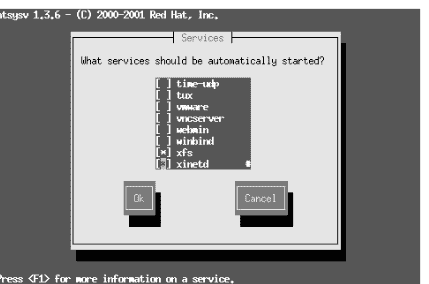 ntsysv 1.3.6 - (C) 2000-2001 Red Hat, Inc.
Services
What services should be automatically started?
[ ] time-udp
[ ] tux
[ ] vmware
[ ] vncserver
[ ] webmin
[ ] winbind
[*] xfs
[*] xinetd #
Ok Cancel
Press <F1> for more information on a service.